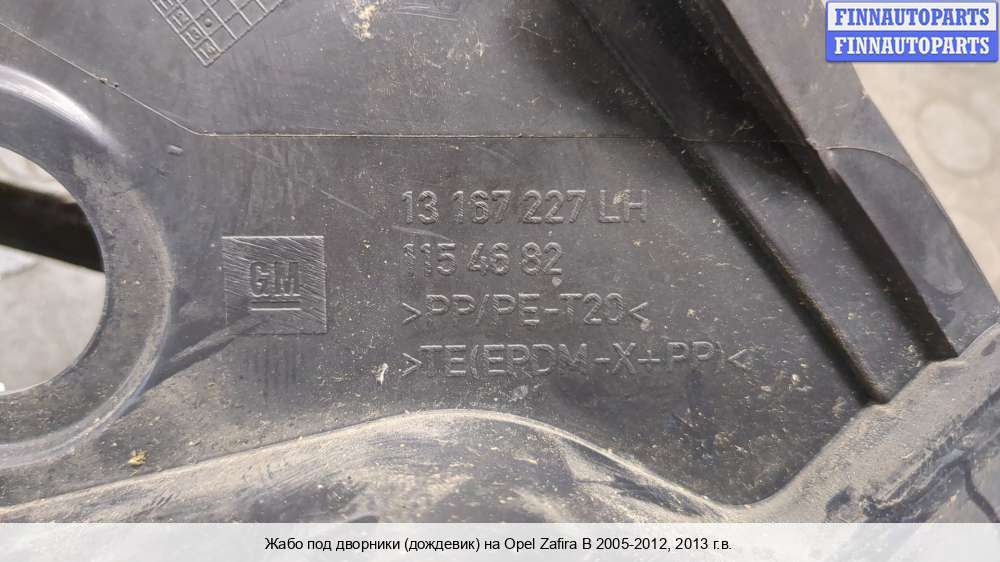 FINNAUTOPARTS
FINNAUTOPARTS
13 167 227 LH
115 46 82
GM
>PP/PE-T20<
>TE(EPDM-X+PP)<
Жабо под дворники (дождевик) на Opel Zafira B 2005-2012, 2013 г.в.